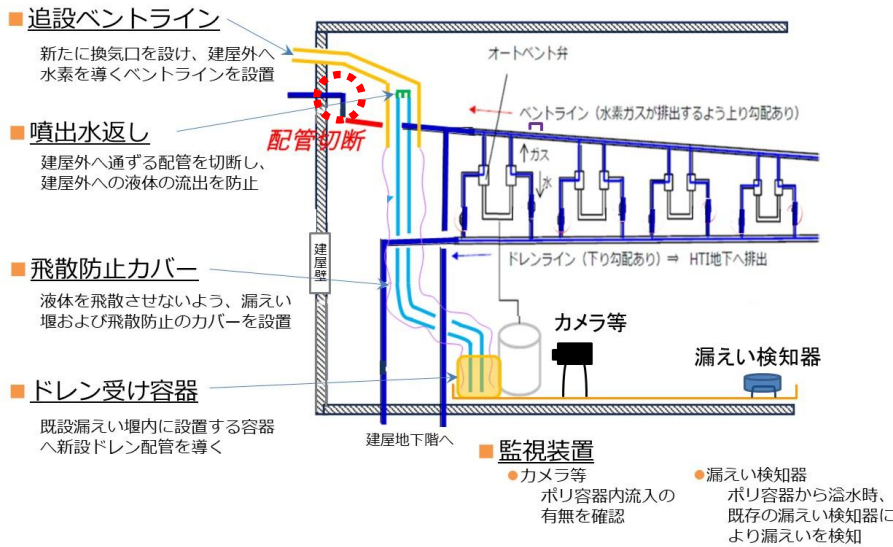 ■ 追設ベントライン
新たに換気口を設け、建屋外へ
水素を導くベントラインを設置
■ 噴出水返し
建屋外へ通ずる配管を切断し、
建屋外への液体の流出を防止
■ 飛散防止カバー
液体を飛散させないよう、漏えい
堰および飛散防止のカバーを設置
■ ドレン受け容器
既設漏えい堰内に設置する容器
へ新設ドレン配管を導く
配管切断
建屋壁
オートベント弁
ベントライン（水素ガスが排出するよう上り勾配あり）
ガス
水
ドレンライン（下り勾配あり）⇒ HTI地下へ排出
カメラ等
漏えい検知器
建屋地下階へ
■ 監視装置
●カメラ等
ポリ容器内流入の
有無を確認
●漏えい検知器
ポリ容器から溢水時、
既存の漏えい検知器に
より漏えいを検知